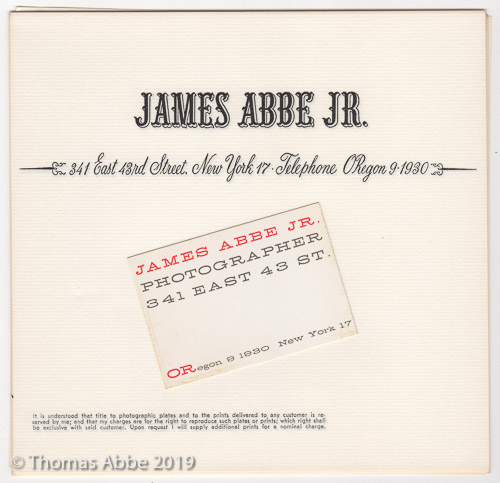 JAMES ABBE JR.
341 East 43rd Street, New York 17 · Telephone ORegon 9-1930
JAMES ABBE JR.
PHOTOGRAPHER
341 EAST 43 ST.
ORegon 9 1930 New York 17
It is understood that title to photographic plates and to the prints delivered to any customer is re-
served by me; and that my charges are for the right to reproduce such plates or prints; which right shall
be exclusive with said customer. Upon request I will supply additional prints for a nominal charge.
© Thomas Abbe 2019